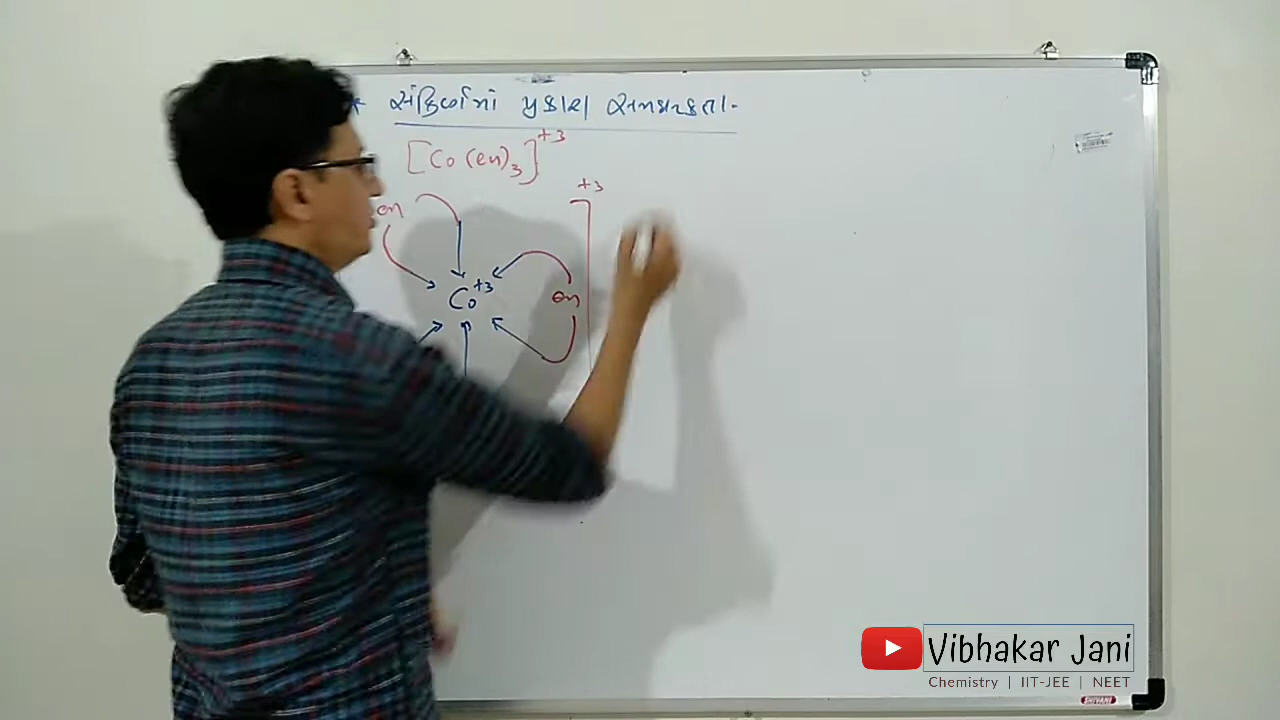 * સંકિર્ણોનાં પ્રકાશ સમઘટકતા.
[Co (en)3]+3
+3
en
Co+3
en
Vibhakar Jani
Chemistry | IIT-JEE | NEET